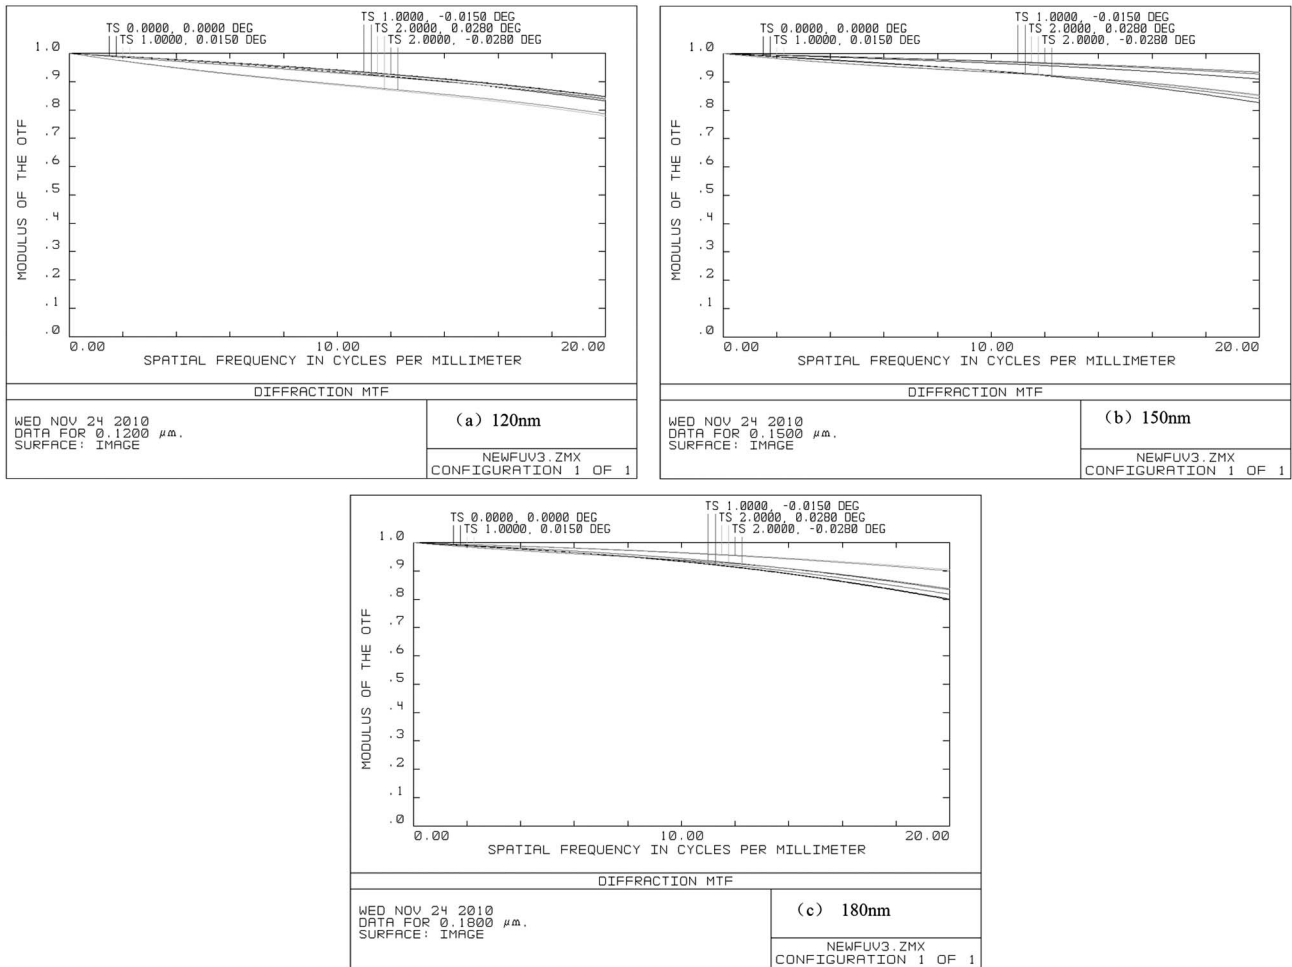 TS 1.0000, -0.0150 DEG
TS 0.0000, 0.0000 DEG TS 2.0000, 0.0280 DEG
TS 1.0000, 0.0150 DEG TS 2.0000, -0.0280 DEG
1.0
.9
.8
.7
.6
.5
.4
.3
.2
.1
.0
MODULUS OF THE OTF
0.00 10.00 20.00
SPATIAL FREQUENCY IN CYCLES PER MILLIMETER
DIFFRACTION MTF
WED NOV 24 2010
DATA FOR 0.1200 µm.
SURFACE: IMAGE
(a) 120nm
NEWFUV3.ZMX
CONFIGURATION 1 OF 1
TS 1.0000, -0.0150 DEG
TS 0.0000, 0.0000 DEG TS 2.0000, 0.0280 DEG
TS 1.0000, 0.0150 DEG TS 2.0000, -0.0280 DEG
1.0
.9
.8
.7
.6
.5
.4
.3
.2
.1
.0
MODULUS OF THE OTF
0.00 10.00 20.00
SPATIAL FREQUENCY IN CYCLES PER MILLIMETER
DIFFRACTION MTF
WED NOV 24 2010
DATA FOR 0.1500 µm.
SURFACE: IMAGE
(b) 150nm
NEWFUV3.ZMX
CONFIGURATION 1 OF 1
TS 1.0000, -0.0150 DEG
TS 0.0000, 0.0000 DEG TS 2.0000, 0.0280 DEG
TS 1.0000, 0.0150 DEG TS 2.0000, -0.0280 DEG
1.0
.9
.8
.7
.6
.5
.4
.3
.2
.1
.0
MODULUS OF THE OTF
0.00 10.00 20.00
SPATIAL FREQUENCY IN CYCLES PER MILLIMETER
DIFFRACTION MTF
WED NOV 24 2010
DATA FOR 0.1800 µm.
SURFACE: IMAGE
(c) 180nm
NEWFUV3.ZMX
CONFIGURATION 1 OF 1